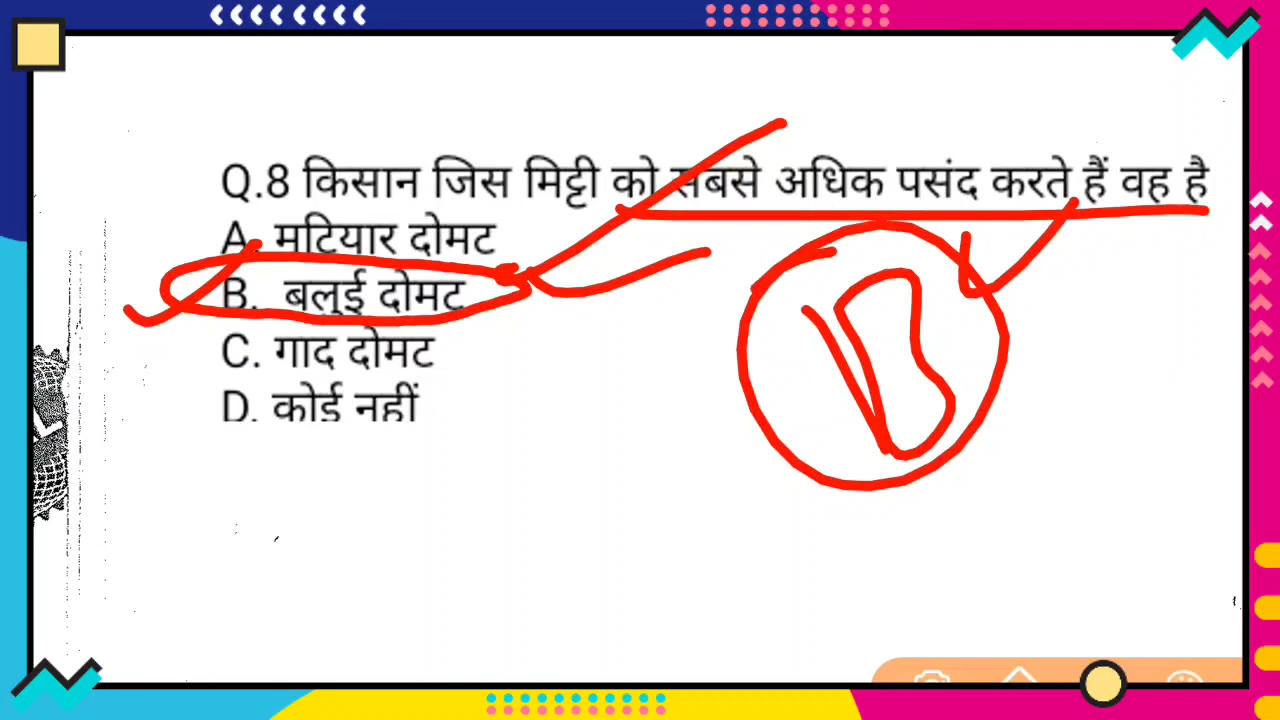 Q.8 किसान जिस मिट्टी को सबसे अधिक पसंद करते हैं वह है
A. मटियार दोमट
B. बलुई दोमट
C. गाद दोमट
D. कोई नहीं
B